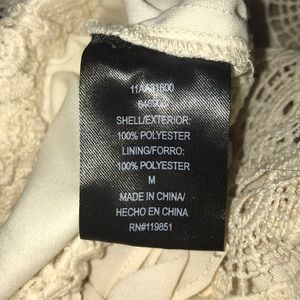 SHELL/EXTERIOR:
100% POLYESTER
LINING/FORRO:
100% POLYESTER
M
MADE IN CHINA/
HECHO EN CHINA
RN#119851